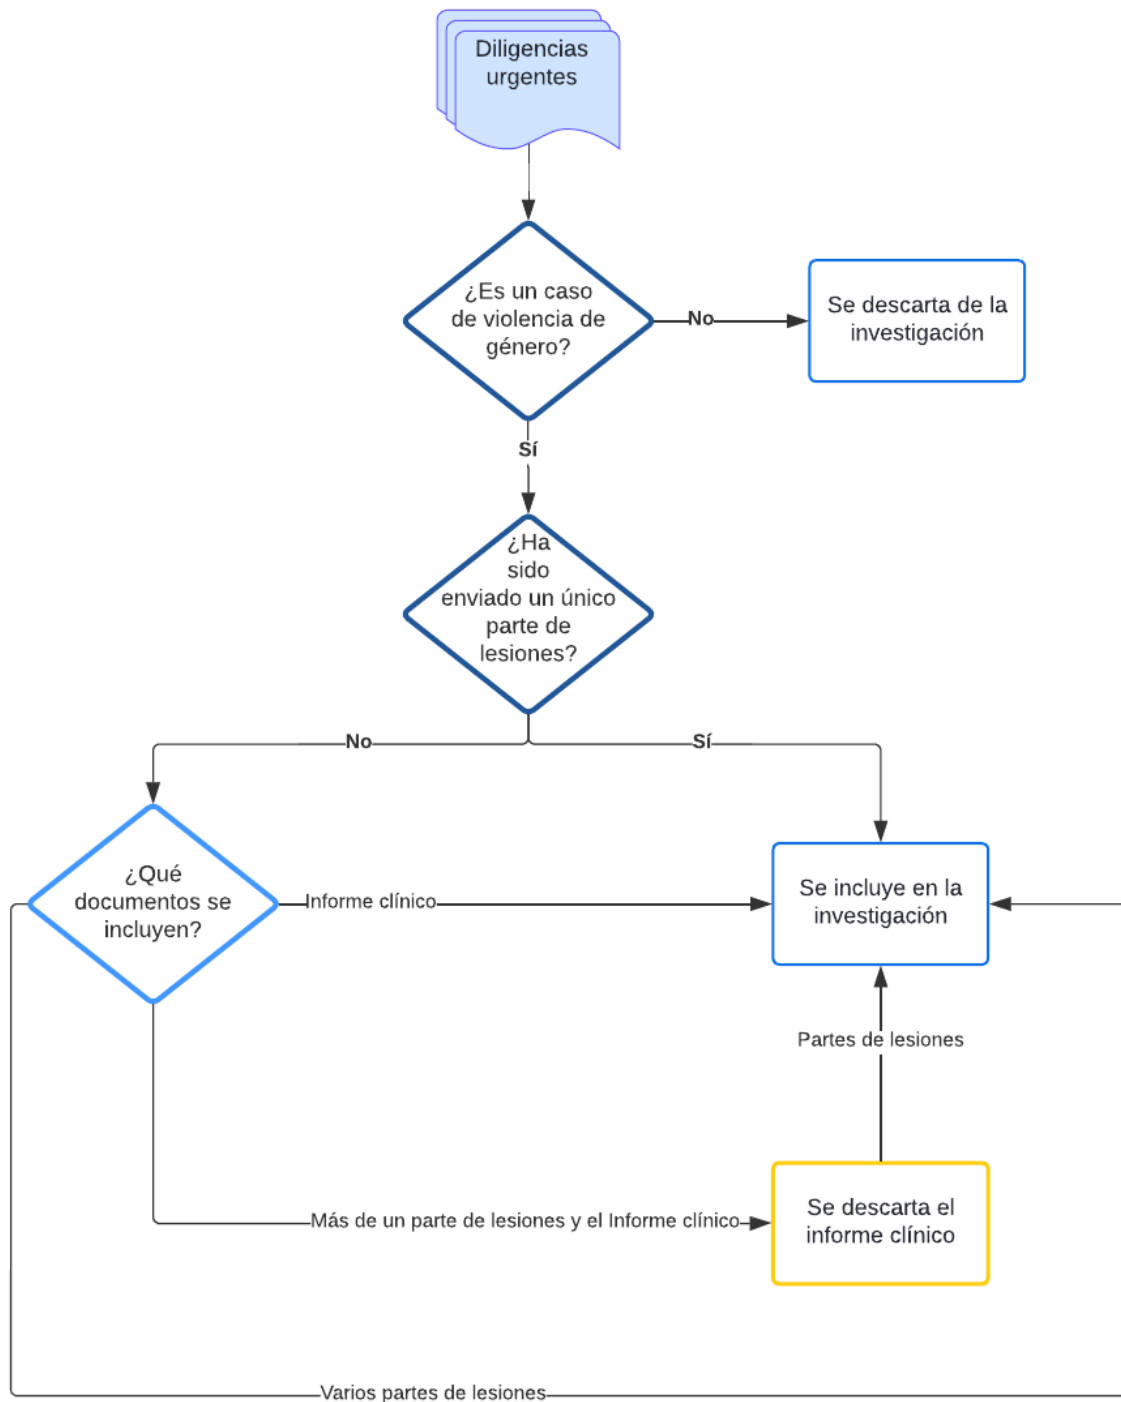 Diligencias
urgentes
¿Es un caso
de violencia de
género?
No
Se descarta de la
investigación
Sí
¿Ha
sido
enviado un único
parte de
lesiones?
No
Sí
¿Qué
documentos se
incluyen?
Informe clínico
Se incluye en la
investigación
Partes de lesiones
Más de un parte de lesiones y el Informe clínico
Se descarta el
informe clínico
Varios partes de lesiones